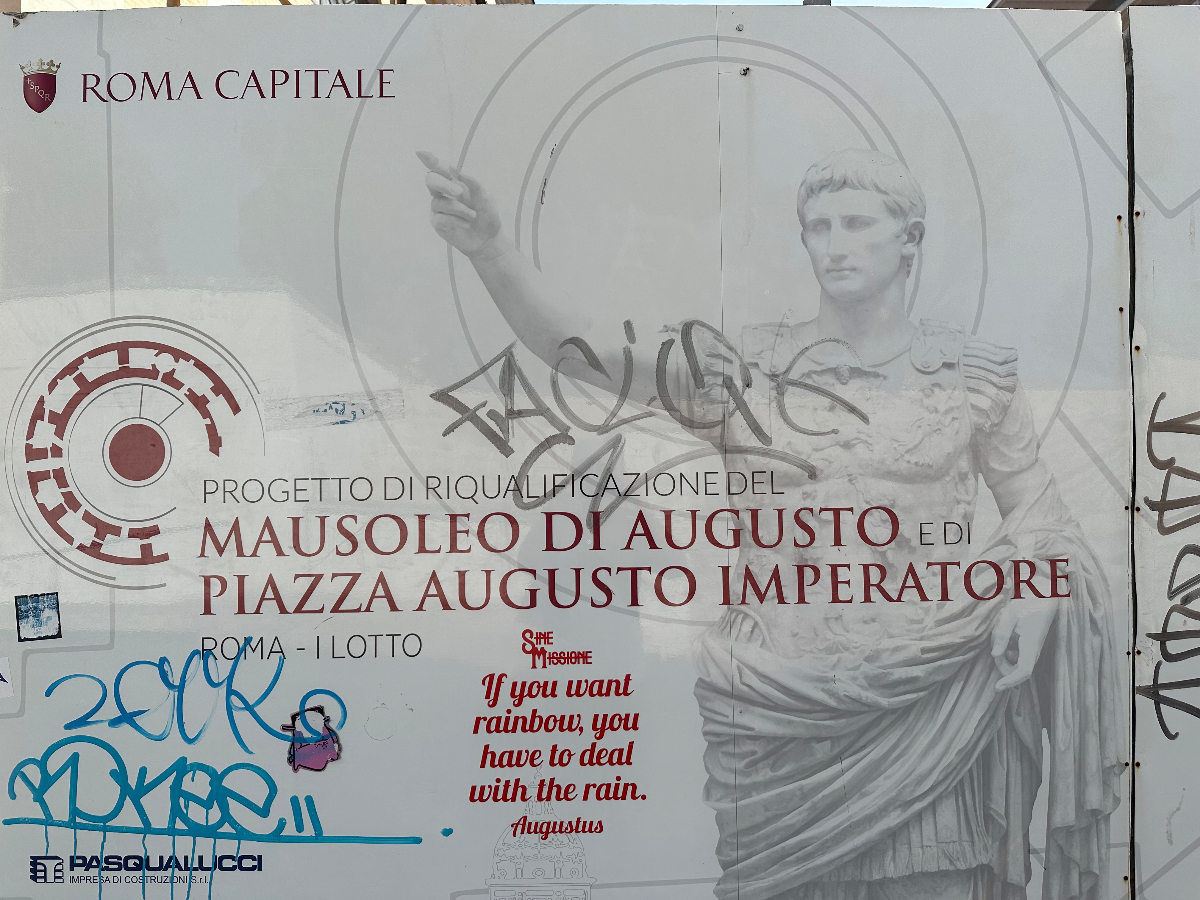 SPQR
ROMA CAPITALE
PROGETTO DI RIQUALIFICAZIONE DEL
MAUSOLEO DI AUGUSTO E DI
PIAZZA AUGUSTO IMPERATORE
ROMA - I LOTTO
SINE
MISSIONE
If you want
rainbow, you
have to deal
with the rain.
Augustus
PASQUALUCCI
IMPRESA DI COSTRUZIONI S.r.l.